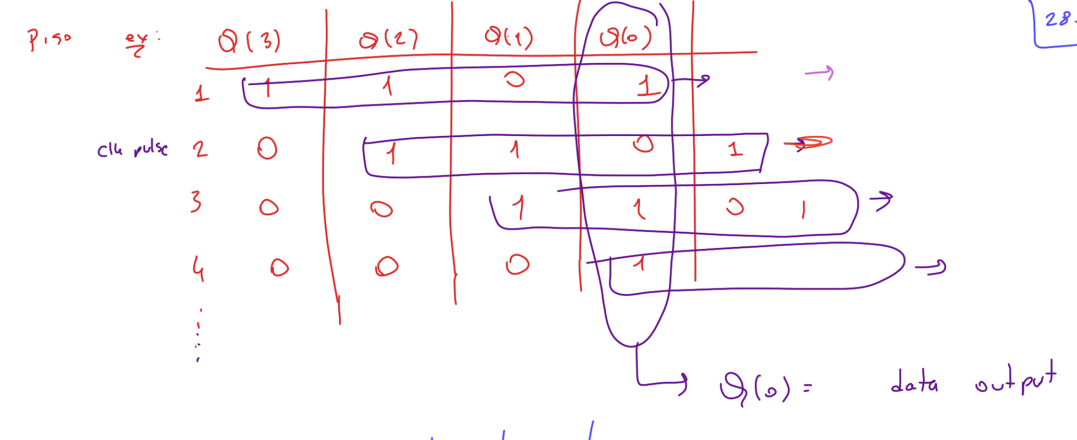 28.
PISO ex: Q(3) Q(2) Q(1) Q(0)
1 1 1 0 1
clk pulse 2 0 1 1 0 1
3 0 0 1 1 0 1
4 0 0 0 1
Q(0) = data output